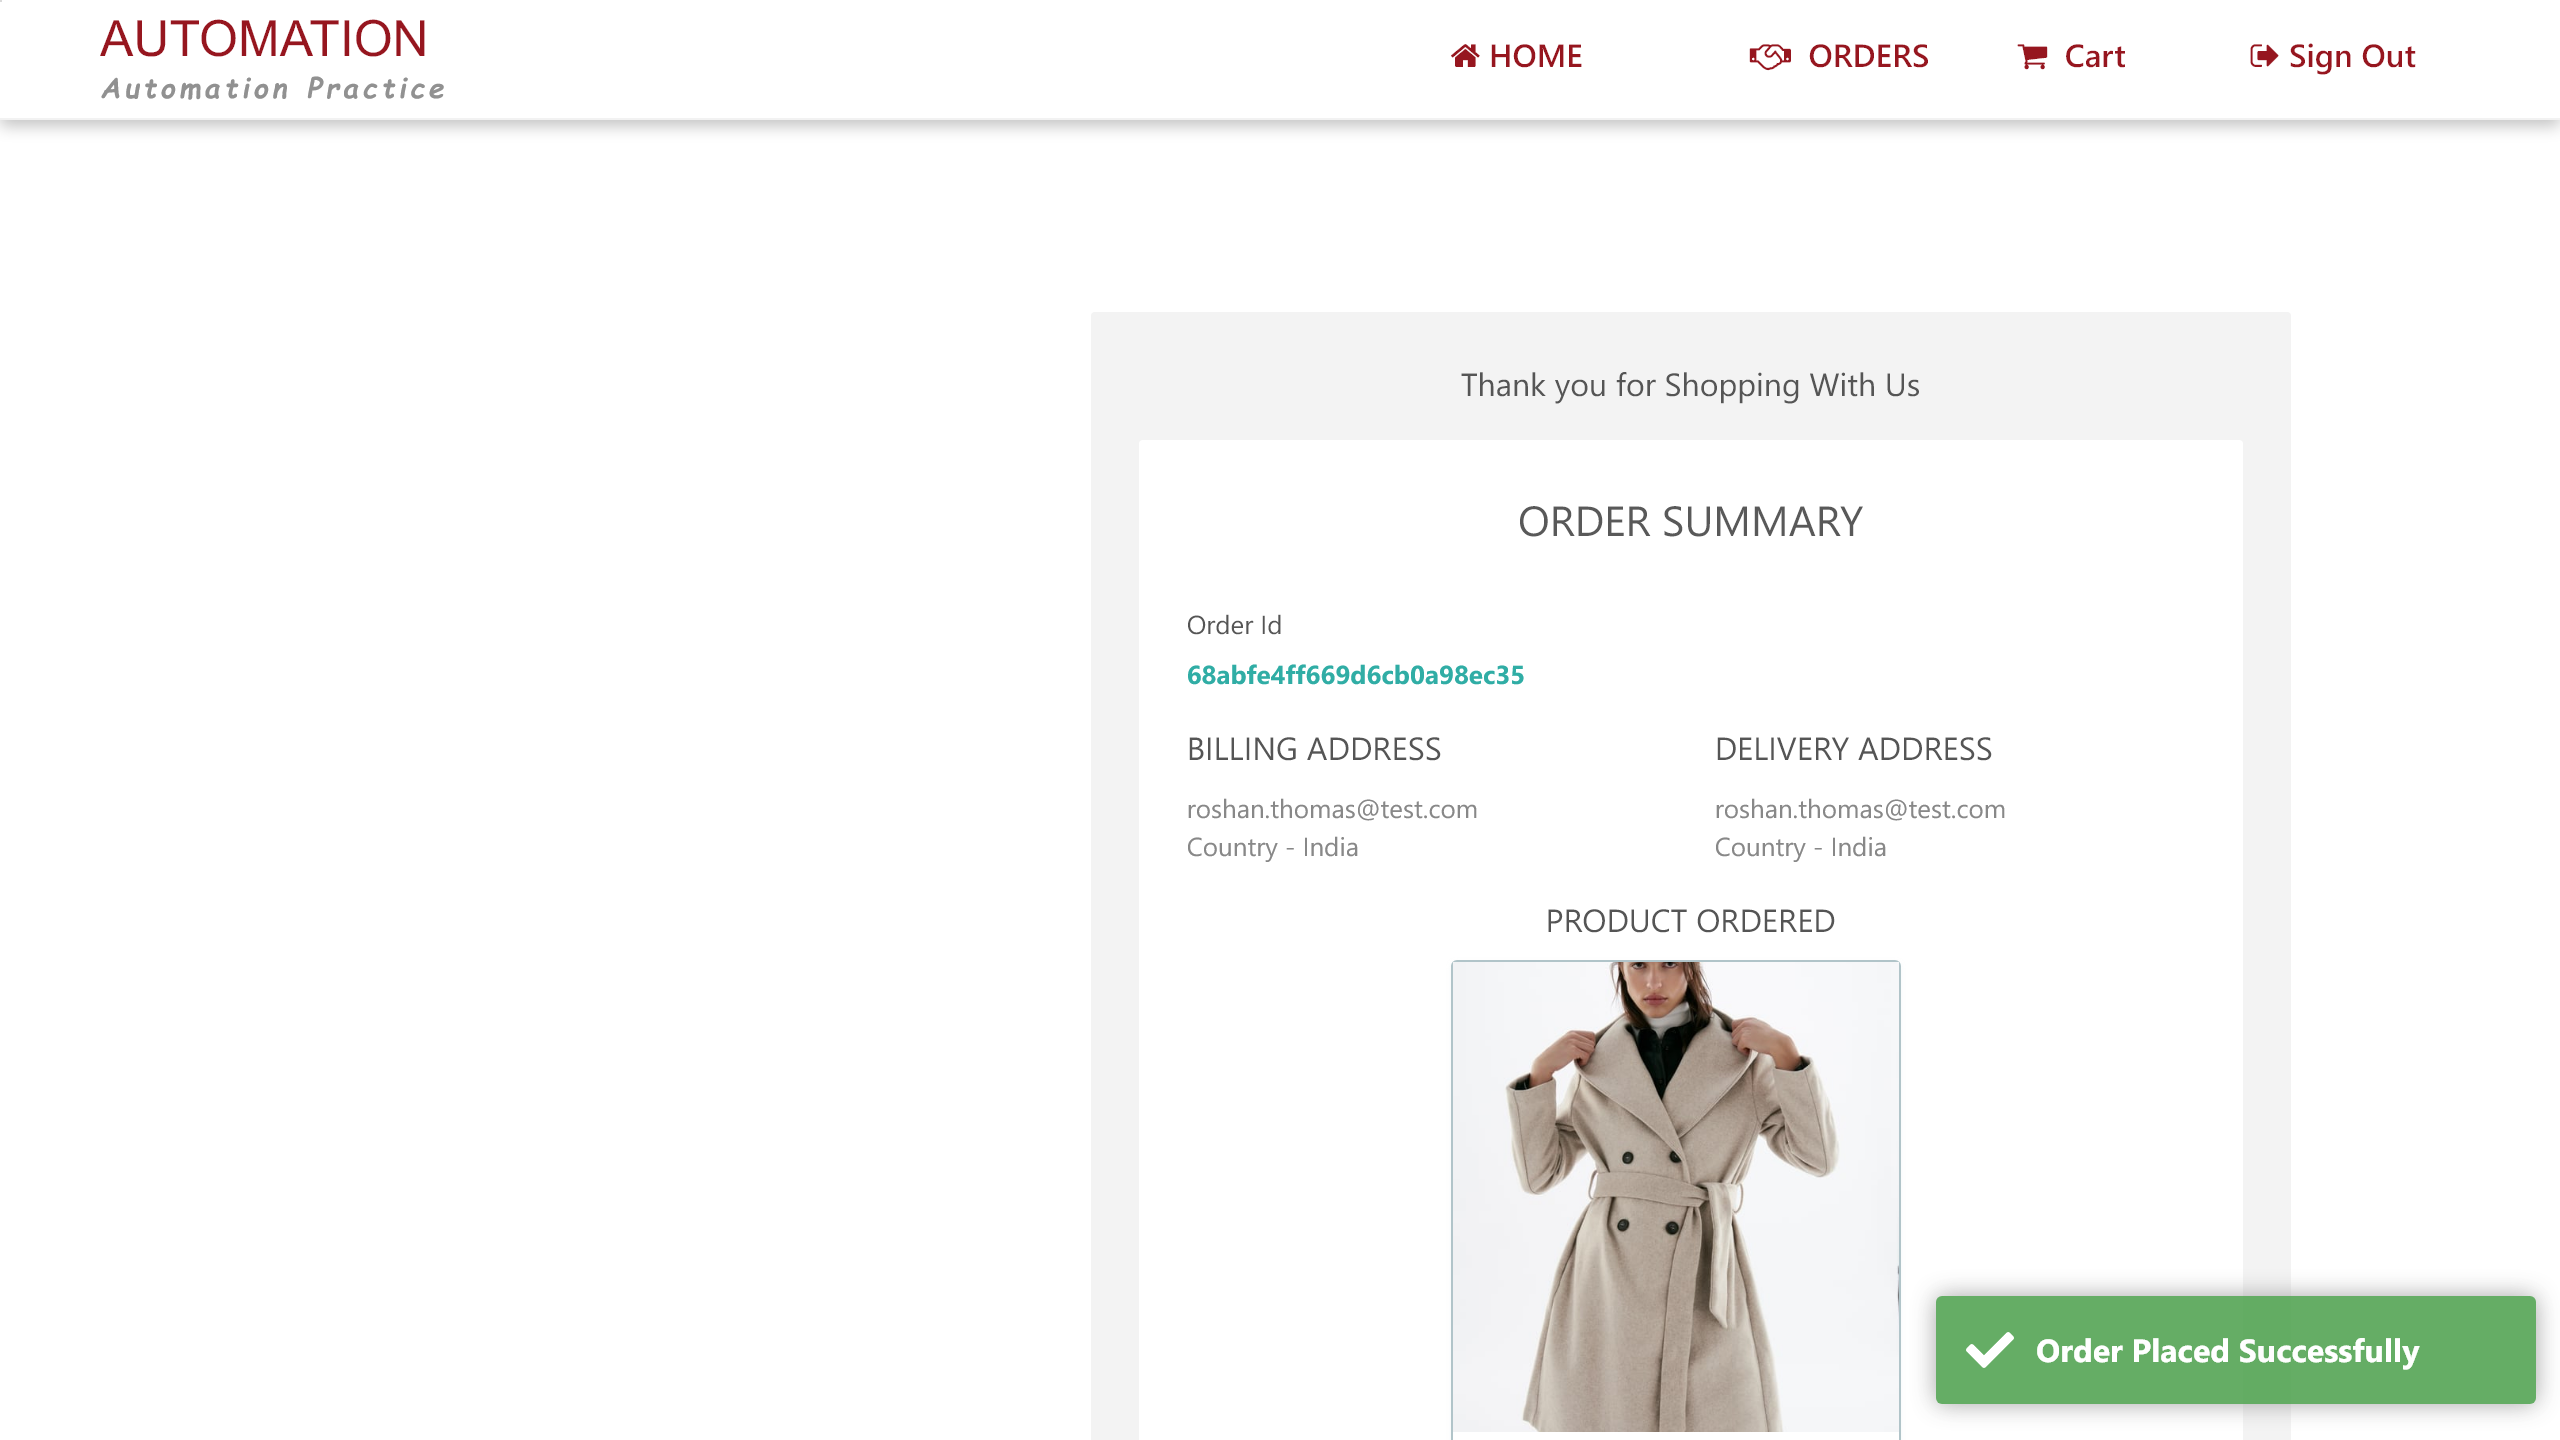 AUTOMATION
Automation Practice
HOME
ORDERS
Cart
Sign Out
Thank you for Shopping With Us
ORDER SUMMARY
Order Id
68abfe4ff669d6cb0a98ec35
BILLING ADDRESS
roshan.thomas@test.com
Country - India
DELIVERY ADDRESS
roshan.thomas@test.com
Country - India
PRODUCT ORDERED
Order Placed Successfully